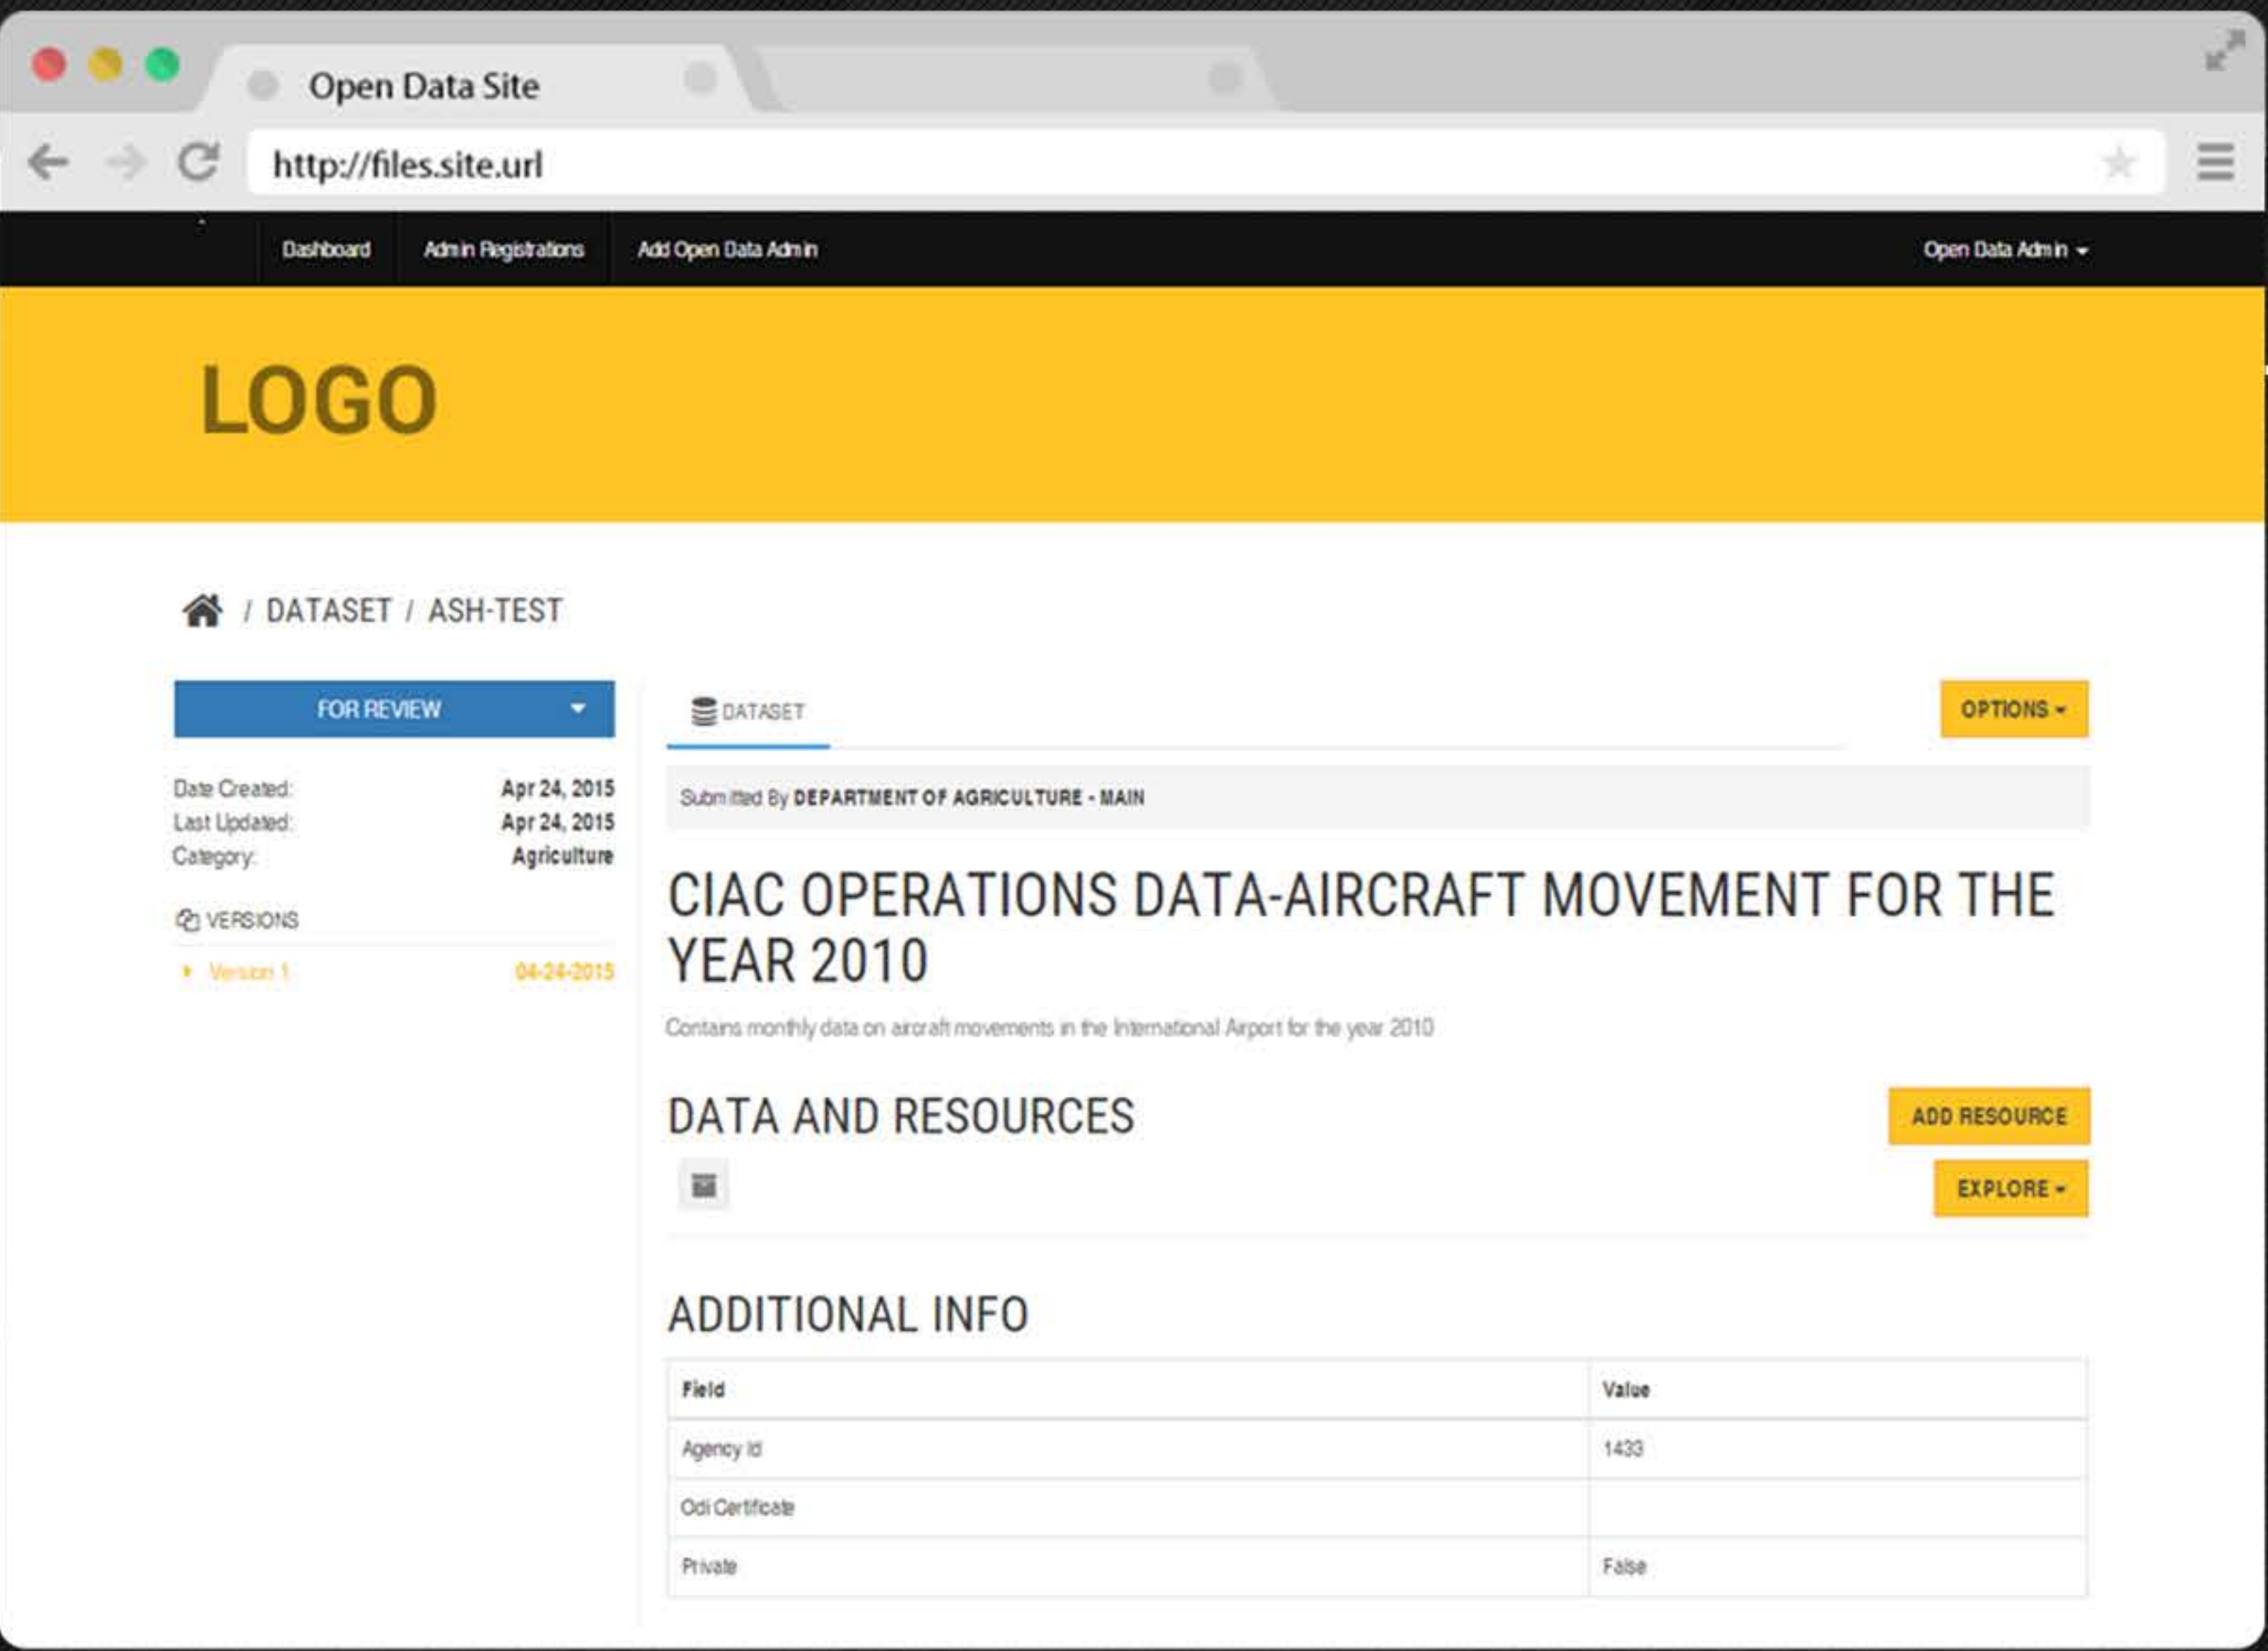 Open Data Site
http://files.site.url
Dashboard Admin Registrations Add Open Data Admin Open Data Admin
LOGO
/ DATASET / ASH-TEST
FOR REVIEW
Date Created: Apr 24, 2015
Last Updated: Apr 24, 2015
Category: Agriculture
VERSIONS
Version 1 04-24-2015
DATASET
OPTIONS
Submitted By DEPARTMENT OF AGRICULTURE - MAIN
CIAC OPERATIONS DATA-AIRCRAFT MOVEMENT FOR THE
YEAR 2010
Contains monthly data on aircraft movements in the International Airport for the year 2010
DATA AND RESOURCES
ADD RESOURCE
EXPLORE
ADDITIONAL INFO
Field Value
Agency Id 1433
Odi Certificate
Private False